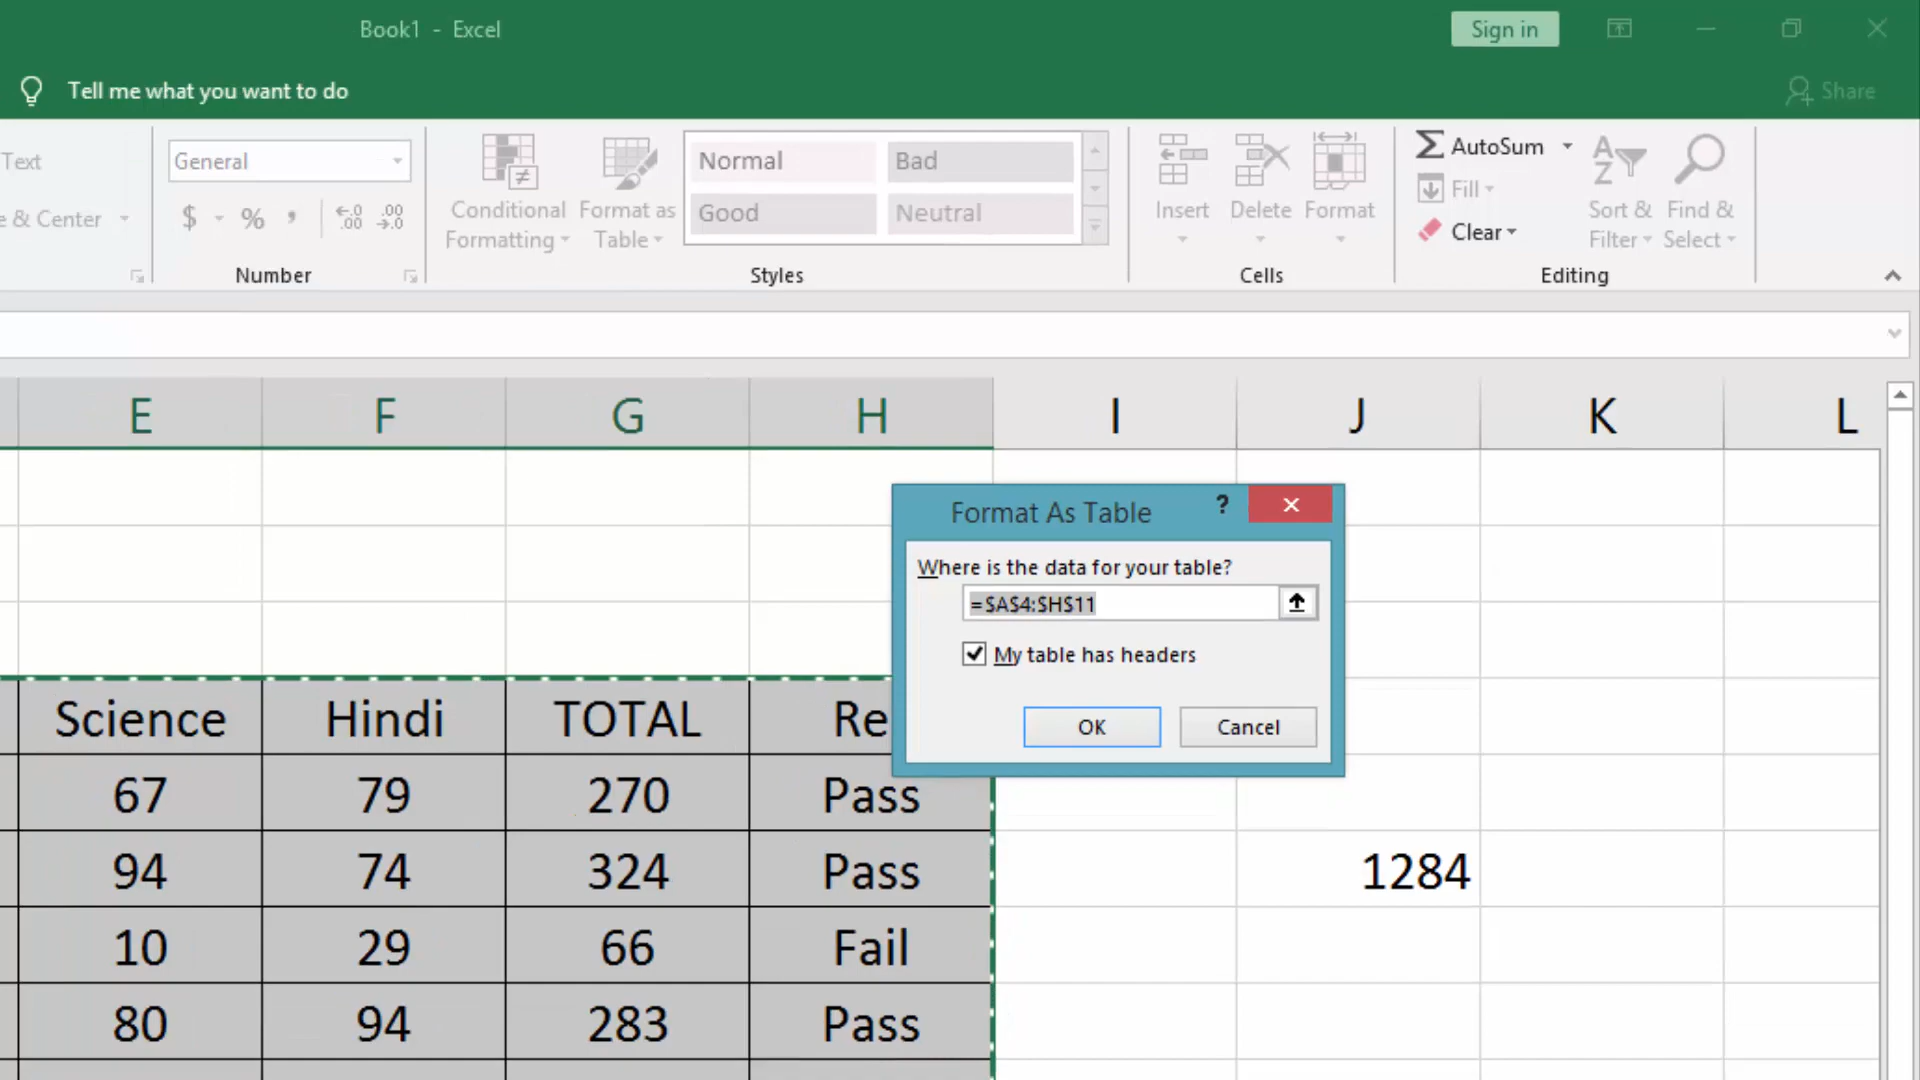 Book1 - Excel
Sign in
Tell me what you want to do
Share
Text
General
e & Center
$ % ,
←.0 .00
.00 →.0
Number
Conditional Formatting
Format as Table
Normal
Bad
Good
Neutral
Styles
Insert
Delete
Format
Cells
Σ AutoSum
Fill
Clear
A Z
Sort & Filter
Find & Select
Editing
E F G H I J K L
Format As Table ?
Where is the data for your table?
=$A$4:$H$11
My table has headers
OK Cancel
Science Hindi TOTAL Re
67 79 270 Pass
94 74 324 Pass 1284
10 29 66 Fail
80 94 283 Pass